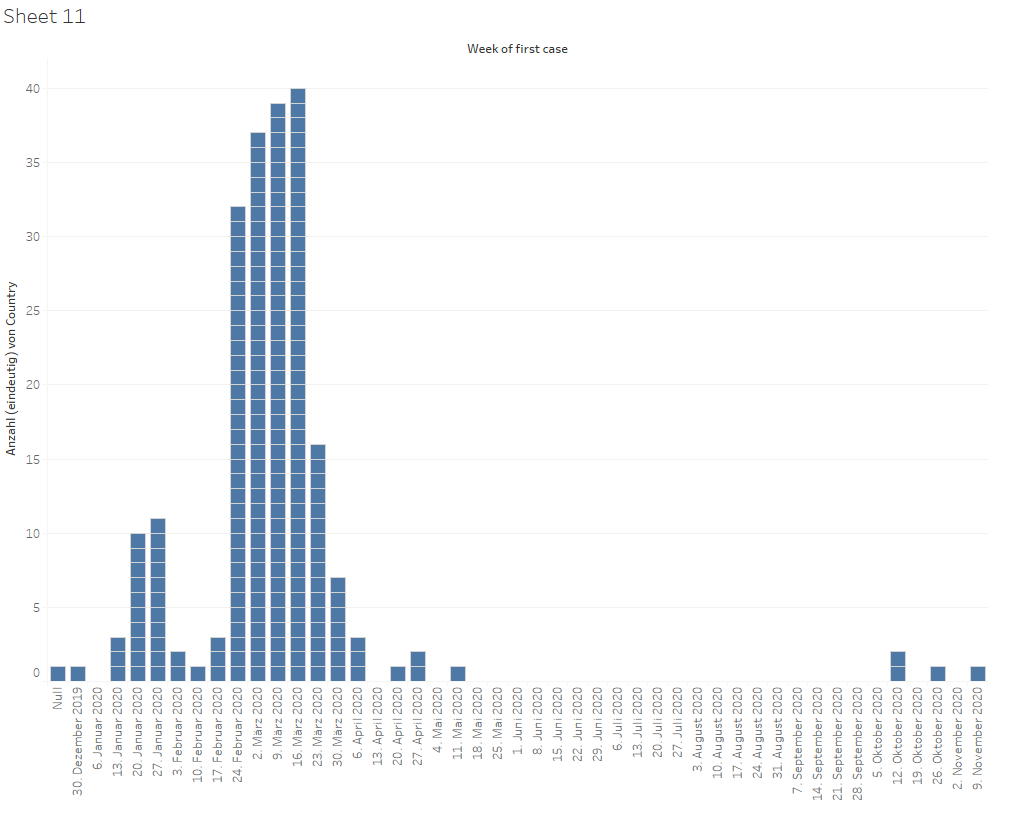 Sheet 11
Week of first case
Anzahl (eindeutig) von Country
40
35
30
25
20
15
10
5
0
Null
30. Dezember 2019
6. Januar 2020
13. Januar 2020
20. Januar 2020
27. Januar 2020
3. Februar 2020
10. Februar 2020
17. Februar 2020
24. Februar 2020
2. März 2020
9. März 2020
16. März 2020
23. März 2020
30. März 2020
6. April 2020
13. April 2020
20. April 2020
27. April 2020
4. Mai 2020
11. Mai 2020
18. Mai 2020
25. Mai 2020
1. Juni 2020
8. Juni 2020
15. Juni 2020
22. Juni 2020
29. Juni 2020
6. Juli 2020
13. Juli 2020
20. Juli 2020
27. Juli 2020
3. August 2020
10. August 2020
17. August 2020
24. August 2020
31. August 2020
7. September 2020
14. September 2020
21. September 2020
28. September 2020
5. Oktober 2020
12. Oktober 2020
19. Oktober 2020
26. Oktober 2020
2. November 2020
9. November 2020